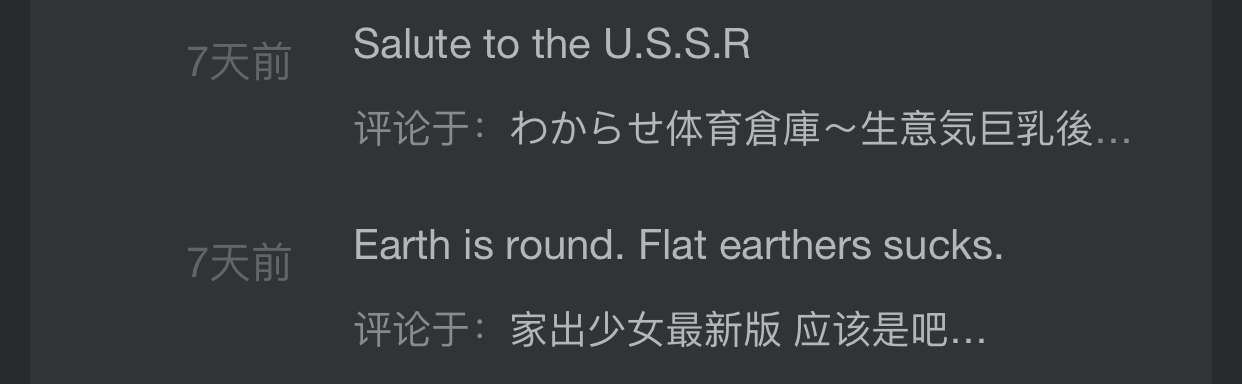 7天前
Salute to the U.S.S.R
评论于：わからせ体育倉庫～生意気巨乳後…
7天前
Earth is round. Flat earthers sucks.
评论于：家出少女最新版 应该是吧…